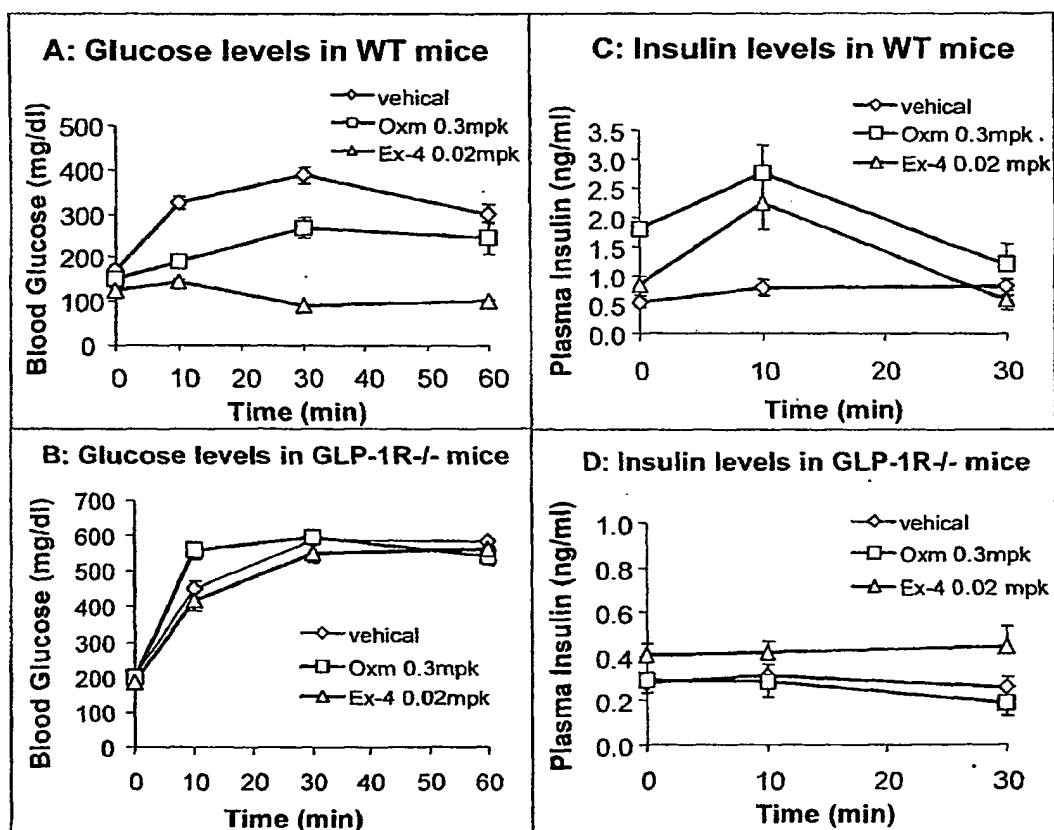 A: Glucose levels in WT mice
vehical
Oxm 0.3mpk
Ex-4 0.02mpk
Blood Glucose (mg/dl)
500
400
300
200
100
0
0 10 20 30 40 50 60
Time (min)
C: Insulin levels in WT mice
vehical
Oxm 0.3mpk
Ex-4 0.02 mpk
Plasma Insulin (ng/ml)
3.5
3.0
2.5
2.0
1.5
1.0
0.5
0.0
0 10 20 30
Time (min)
B: Glucose levels in GLP-1R-/- mice
vehical
Oxm 0.3mpk
Ex-4 0.02mpk
Blood Glucose (mg/dl)
700
600
500
400
300
200
100
0
0 10 20 30 40 50 60
Time (min)
D: Insulin levels in GLP-1R-/- mice
vehical
Oxm 0.3mpk
Ex-4 0.02 mpk
Plasma Insulin (ng/ml)
1.0
0.8
0.6
0.4
0.2
0.0
0 10 20 30
Time (min)